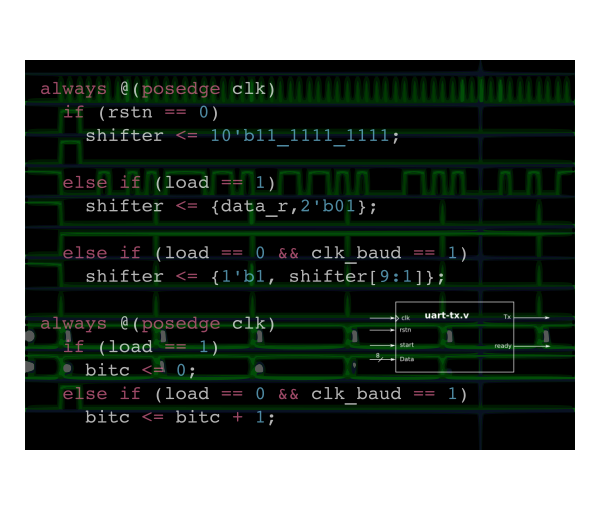 always @(posedge clk)
if (rstn == 0)
shifter <= 10'b11_1111_1111;
else if (load == 1)
shifter <= {data_r,2'b01};
else if (load == 0 && clk_baud == 1)
shifter <= {1'b1, shifter[9:1]};
always @(posedge clk)
if (load == 1)
bitc <= 0;
else if (load == 0 && clk_baud == 1)
bitc <= bitc + 1;
uart-tx.v
clk
rstn
start
8
Data
Tx
ready